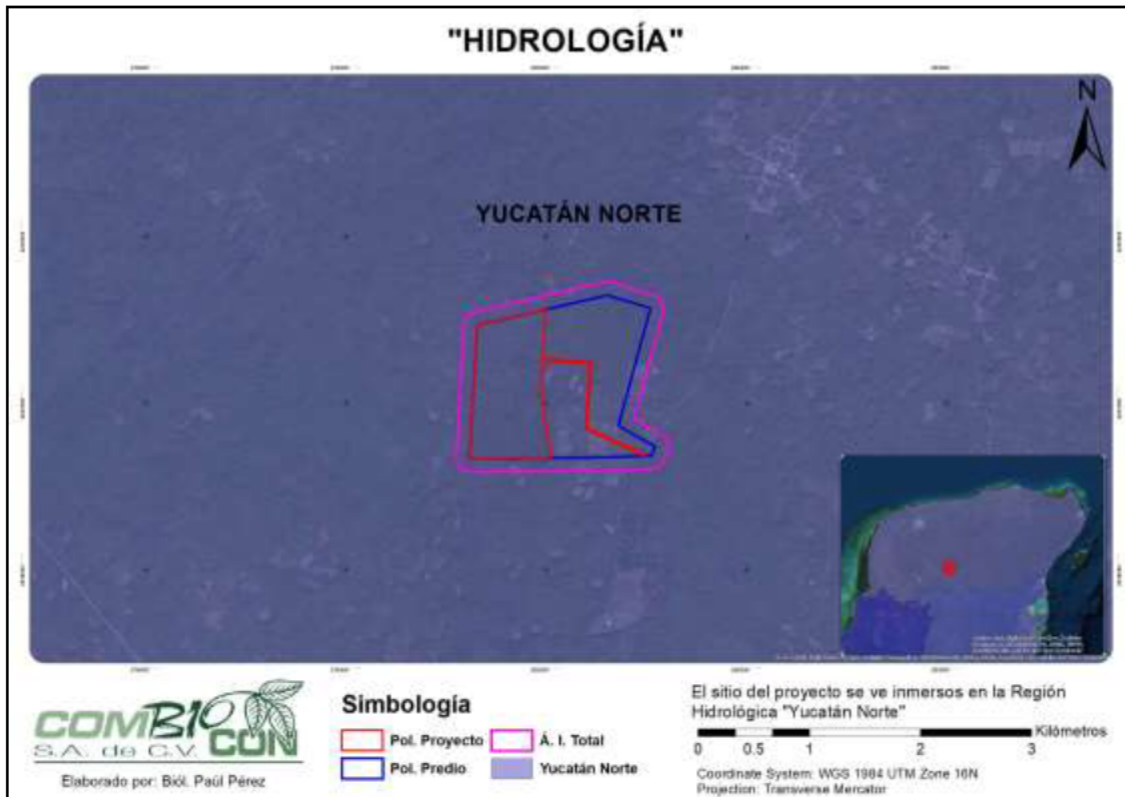 "HIDROLOGÍA"
N
YUCATÁN NORTE
COMBIOCON
S.A. de C.V.
Elaborado por: Biól. Paúl Pérez
Simbología
Pol. Proyecto
Á. I. Total
Pol. Predio
Yucatán Norte
El sitio del proyecto se ve inmersos en la Región
Hidrológica "Yucatán Norte"
Kilómetros
0 0.5 1 2 3
Coordinate System: WGS 1984 UTM Zone 16N
Projection: Transverse Mercator